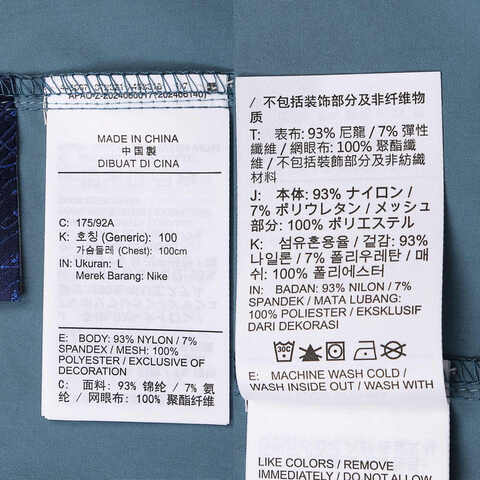 MADE IN CHINA
中国製
DIBUAT DI CINA
C: 175/92A
K: 호칭 (Generic): 100
가슴둘레 (Chest): 100cm
IN: Ukuran: L
Merek Barang: Nike
E: BODY: 93% NYLON / 7%
SPANDEX / MESH: 100%
POLYESTER / EXCLUSIVE OF
DECORATION
C: 面料: 93% 锦纶 / 7% 氨
纶 / 网眼布: 100% 聚酯纤维
/ 不包括装饰部分及非纤维物
质
T: 表布: 93% 尼龍 / 7% 彈性
纖維 / 網眼布: 100% 聚酯纖
維 / 不包括裝飾部分及非紡織
材料
J: 本体: 93% ナイロン /
7% ポリウレタン / メッシュ
部分: 100% ポリエステル
K: 섬유혼용율 / 겉감: 93%
나일론 / 7% 폴리우레탄 / 매
쉬: 100% 폴리에스테르
IN: BADAN: 93% NILON / 7%
SPANDEK / MATA LUBANG:
100% POLIESTER / EKSKLUSIF
DARI DEKORASI
30C
E: MACHINE WASH COLD /
WASH INSIDE OUT / WASH WITH
LIKE COLORS / REMOVE
IMMEDIATELY / DO NOT ALLOW